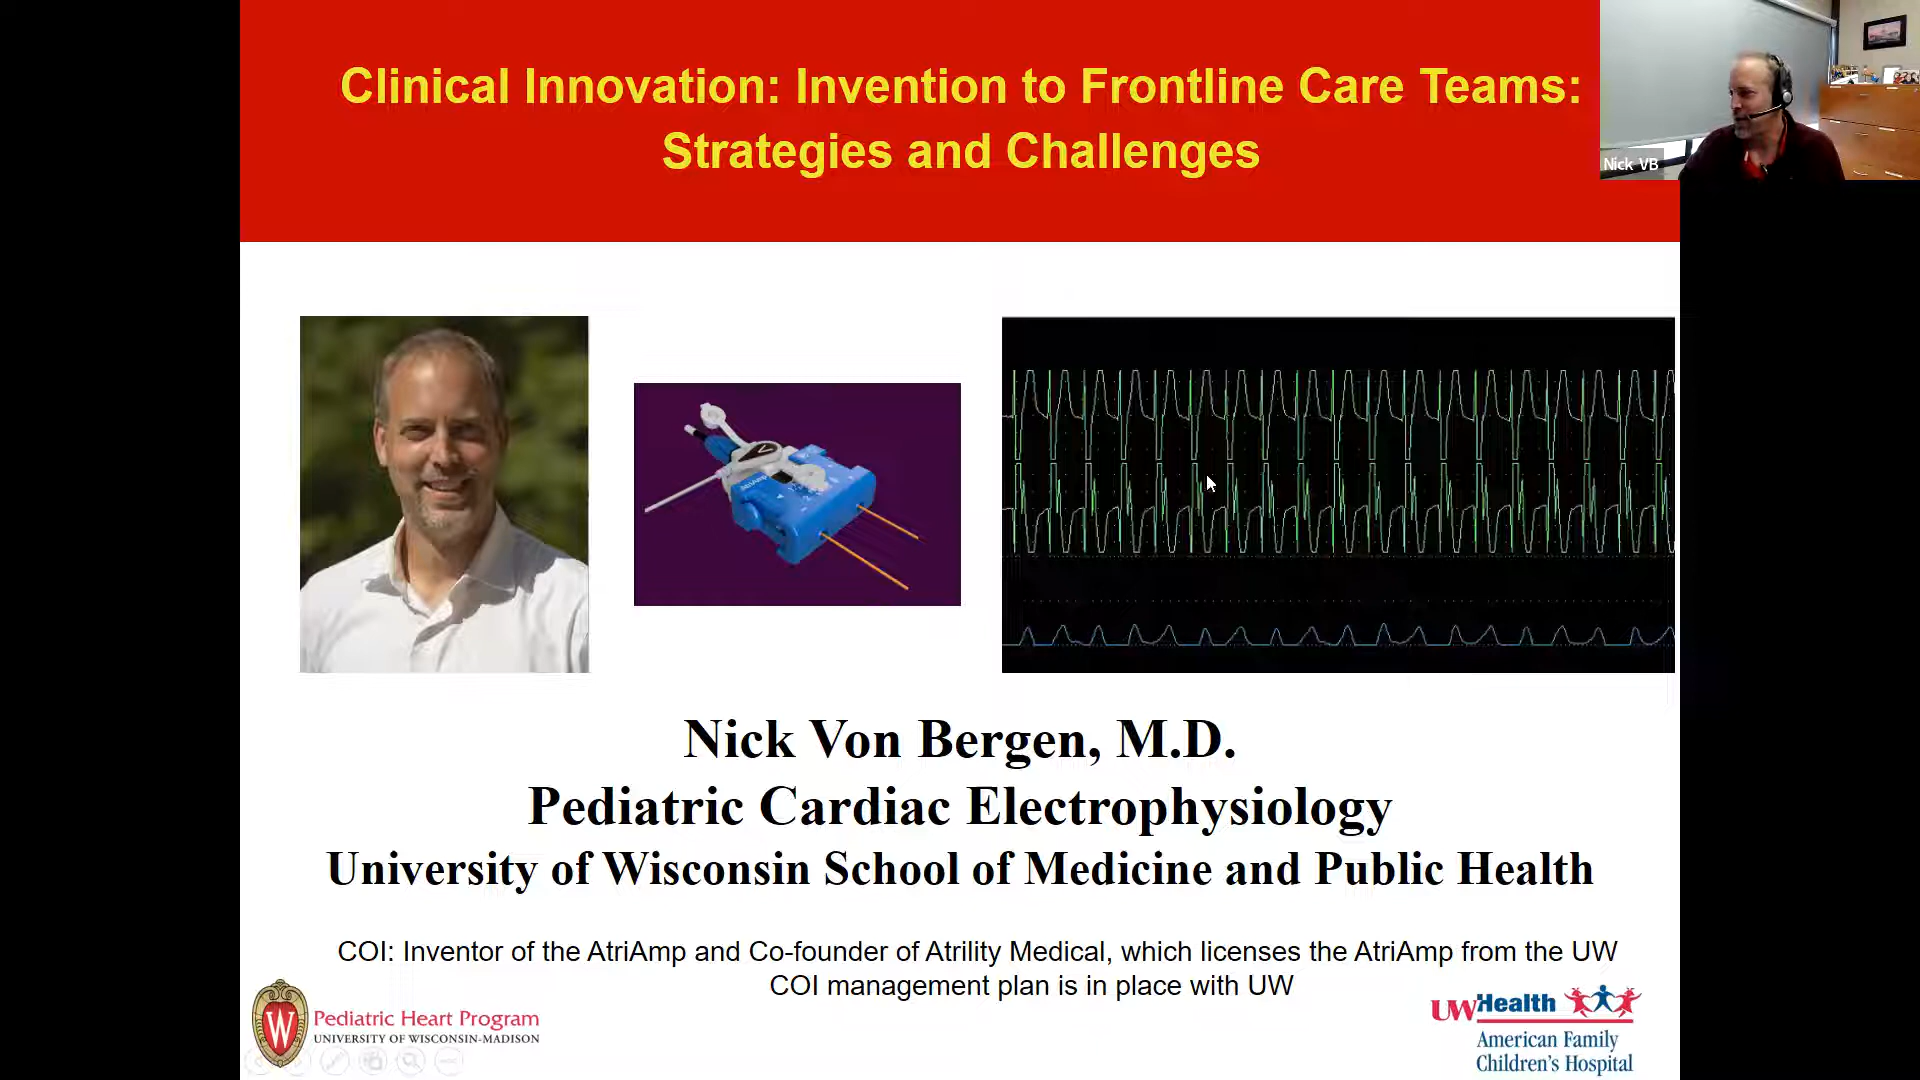 Clinical Innovation: Invention to Frontline Care Teams:
Strategies and Challenges
Nick VB
V
Nick Von Bergen, M.D.
Pediatric Cardiac Electrophysiology
University of Wisconsin School of Medicine and Public Health
COI: Inventor of the AtriAmp and Co-founder of Atrility Medical, which licenses the AtriAmp from the UW
COI management plan is in place with UW
W
Pediatric Heart Program
UNIVERSITY OF WISCONSIN-MADISON
UWHealth
American Family
Children's Hospital